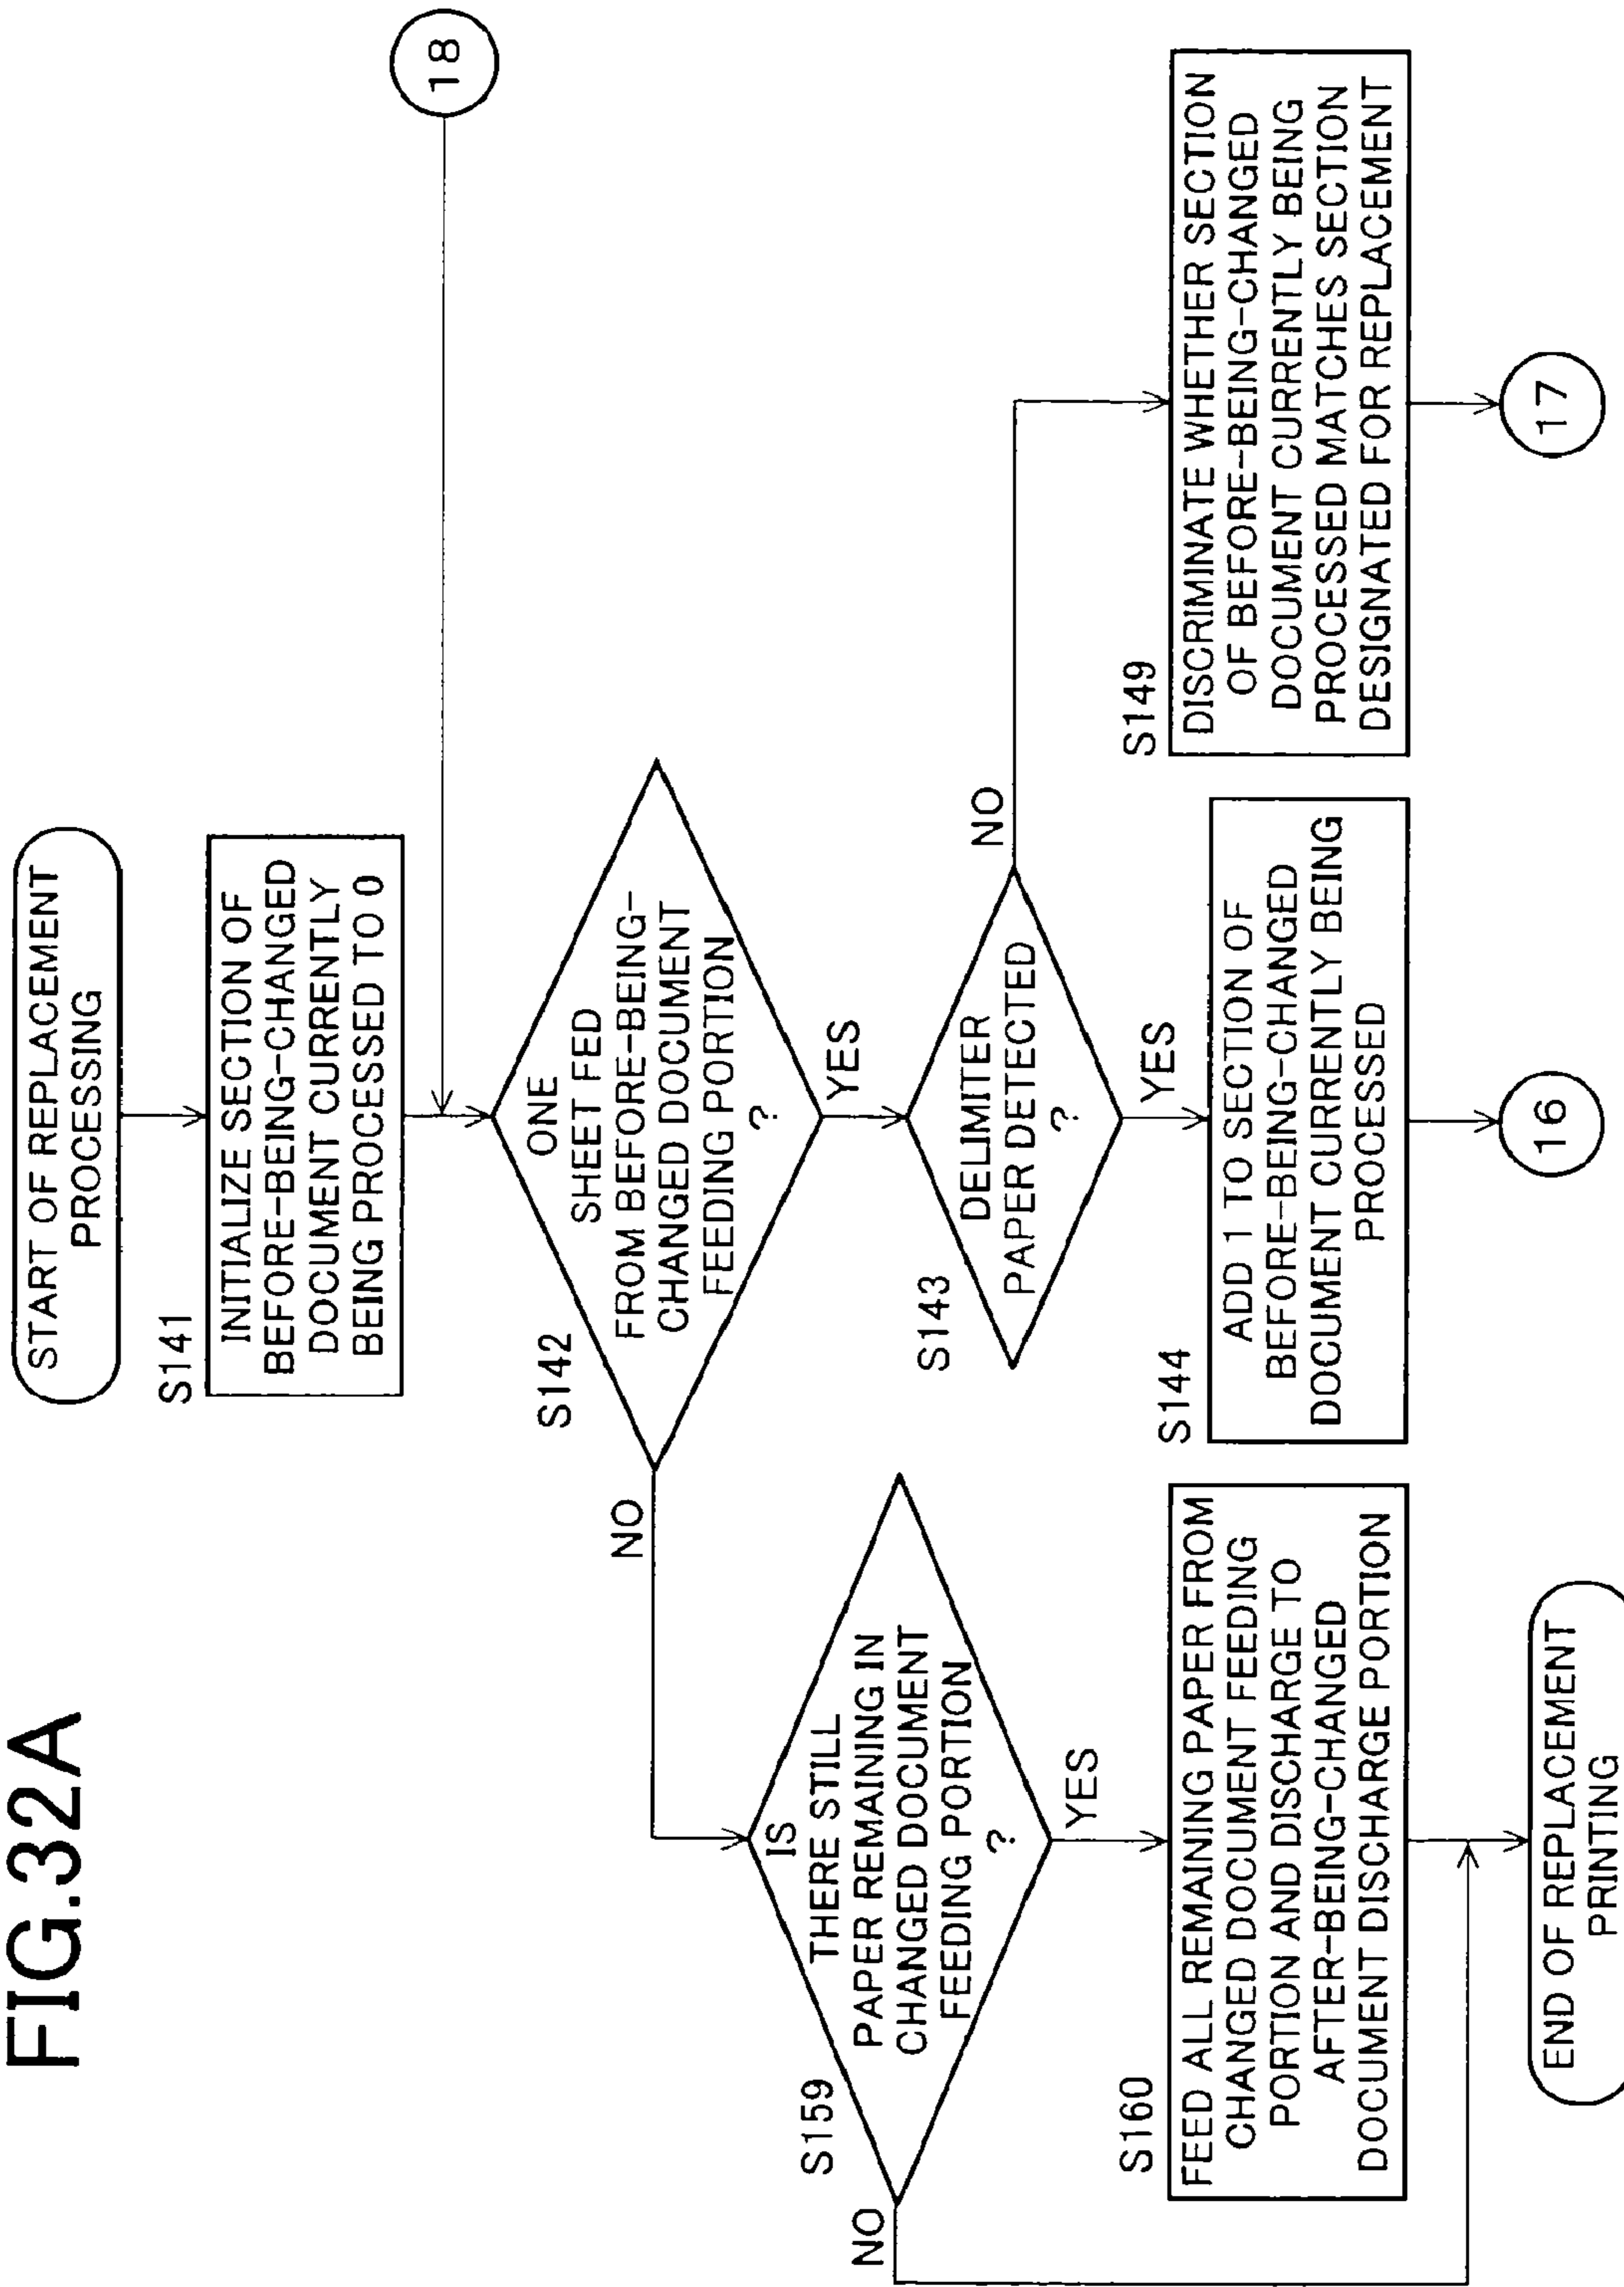 FIG.32A
START OF REPLACEMENT
PROCESSING
S141
INITIALIZE SECTION OF
BEFORE-BEING-CHANGED
DOCUMENT CURRENTLY
BEING PROCESSED TO 0
18
S142
ONE
SHEET FED
FROM BEFORE-BEING-
CHANGED DOCUMENT
FEEDING PORTION
?
NO
YES
S159
IS
THERE STILL
PAPER REMAINING IN
CHANGED DOCUMENT
FEEDING PORTION
?
NO
YES
S160
FEED ALL REMAINING PAPER FROM
CHANGED DOCUMENT FEEDING
PORTION AND DISCHARGE TO
AFTER-BEING-CHANGED
DOCUMENT DISCHARGE PORTION
END OF REPLACEMENT
PRINTING
S143
DELIMITER
PAPER DETECTED
?
NO
YES
S144
ADD 1 TO SECTION OF
BEFORE-BEING-CHANGED
DOCUMENT CURRENTLY BEING
PROCESSED
16
S149
DISCRIMINATE WHETHER SECTION
OF BEFORE-BEING-CHANGED
DOCUMENT CURRENTLY BEING
PROCESSED MATCHES SECTION
DESIGNATED FOR REPLACEMENT
17